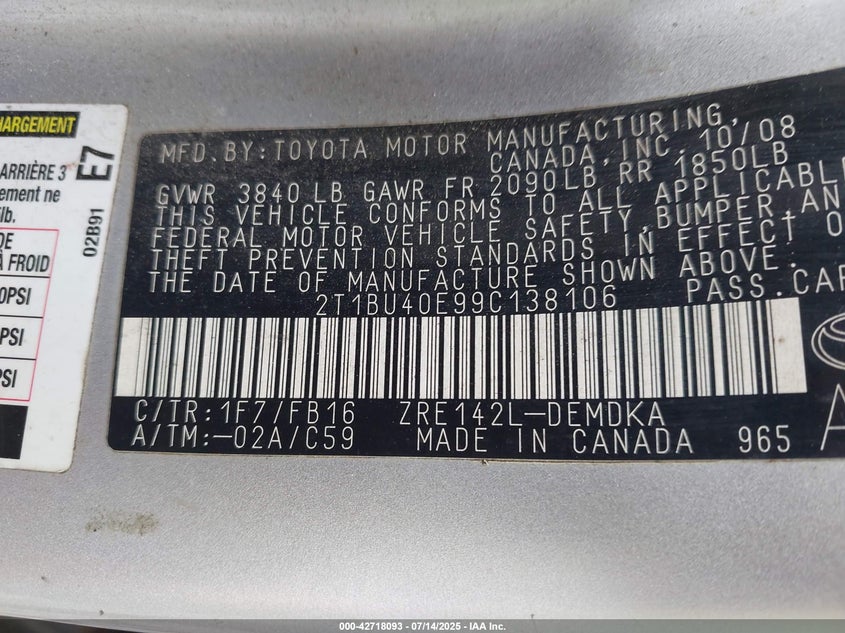 HARGEMENT
ARRIÈRE 3
ement ne
lb.
E7
02B91
DE
À FROID
0PSI
PSI
PSI
MFD. BY: TOYOTA MOTOR MANUFACTURING,
CANADA, INC. 10/08
GVWR 3840 LB GAWR FR 2090LB RR 1850LB
THIS VEHICLE CONFORMS TO ALL APPLICABLE
FEDERAL MOTOR VEHICLE SAFETY, BUMPER AN
THEFT PREVENTION STANDARDS IN EFFECT O
THE DATE OF MANUFACTURE SHOWN ABOVE.
2T1BU40E99C138106 PASS.CAR
C/TR:1F7/FB16 ZRE142L-DEMDKA
A/TM:-02A/C59 MADE IN CANADA 965
A
000-42718093 - 07/14/2025 - IAA Inc.